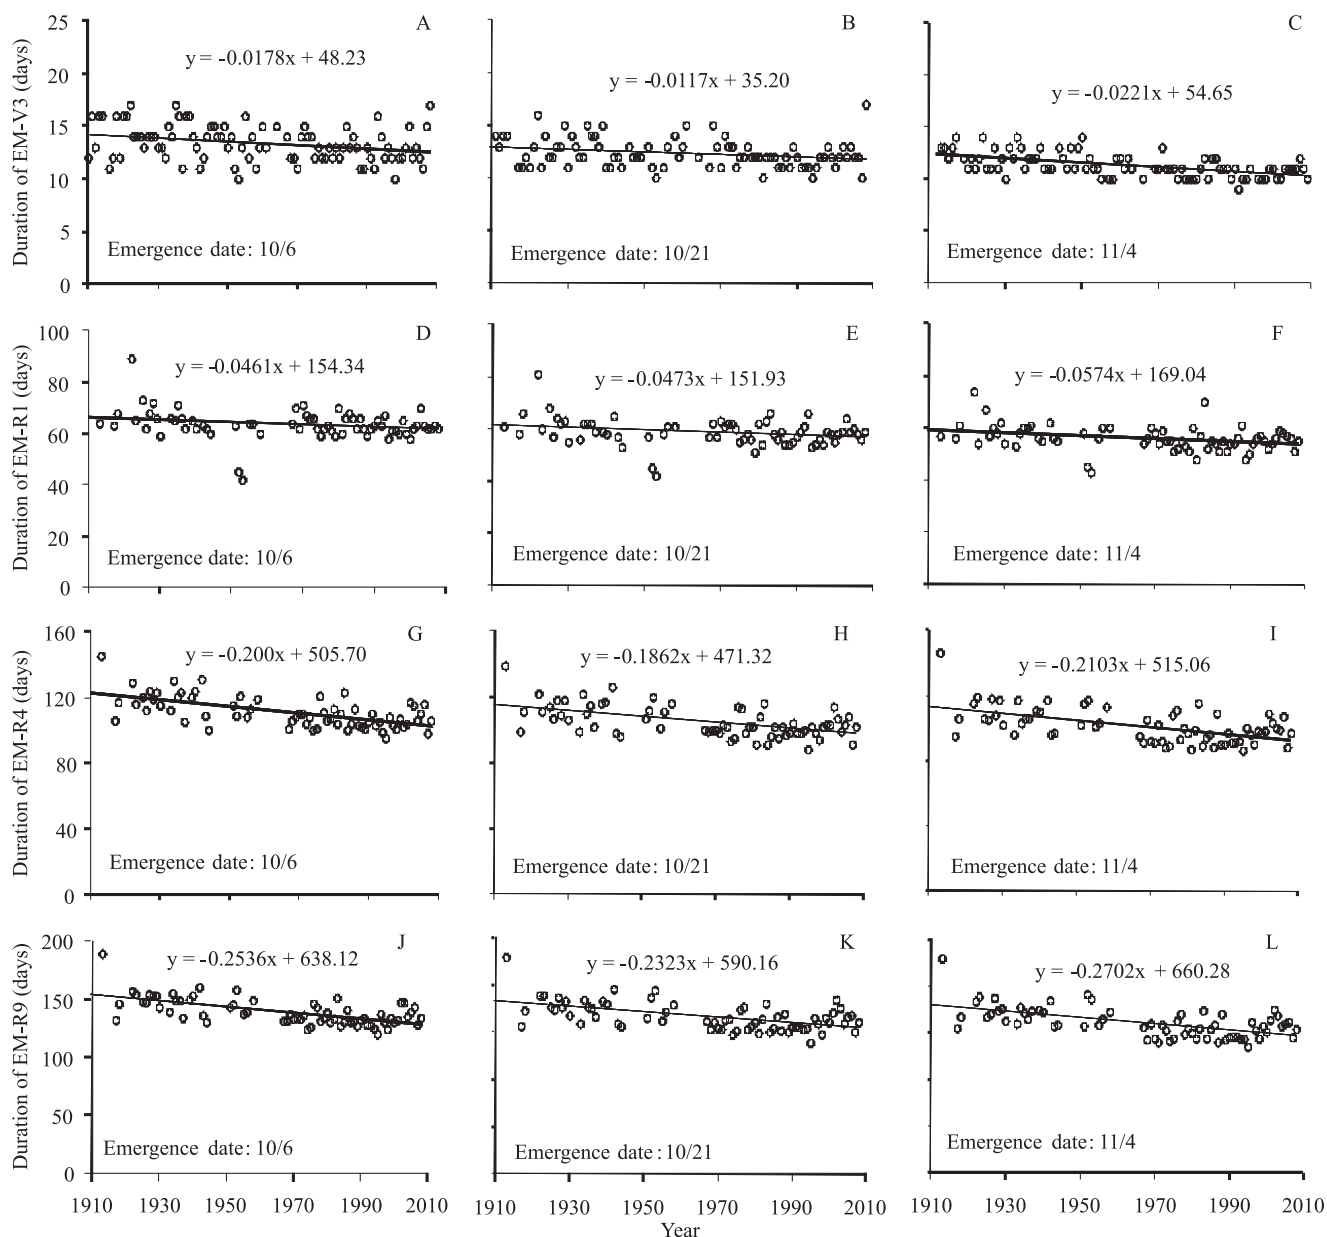 A
B
C
25
20
15
10
5
0
Duration of EM-V3 (days)
y = -0.0178x + 48.23
y = -0.0117x + 35.20
y = -0.0221x + 54.65
Emergence date: 10/6
Emergence date: 10/21
Emergence date: 11/4
D
E
F
100
80
60
40
20
0
Duration of EM-R1 (days)
y = -0.0461x + 154.34
y = -0.0473x + 151.93
y = -0.0574x + 169.04
Emergence date: 10/6
Emergence date: 10/21
Emergence date: 11/4
G
H
I
160
120
80
40
0
Duration of EM-R4 (days)
y = -0.200x + 505.70
y = -0.1862x + 471.32
y = -0.2103x + 515.06
Emergence date: 10/6
Emergence date: 10/21
Emergence date: 11/4
J
K
L
200
150
100
50
0
Duration of EM-R9 (days)
y = -0.2536x + 638.12
y = -0.2323x + 590.16
y = -0.2702x + 660.28
Emergence date: 10/6
Emergence date: 10/21
Emergence date: 11/4
1910 1930 1950 1970 1990 2010
1910 1930 1950 1970 1990 2010
1910 1930 1950 1970 1990 2010
Year